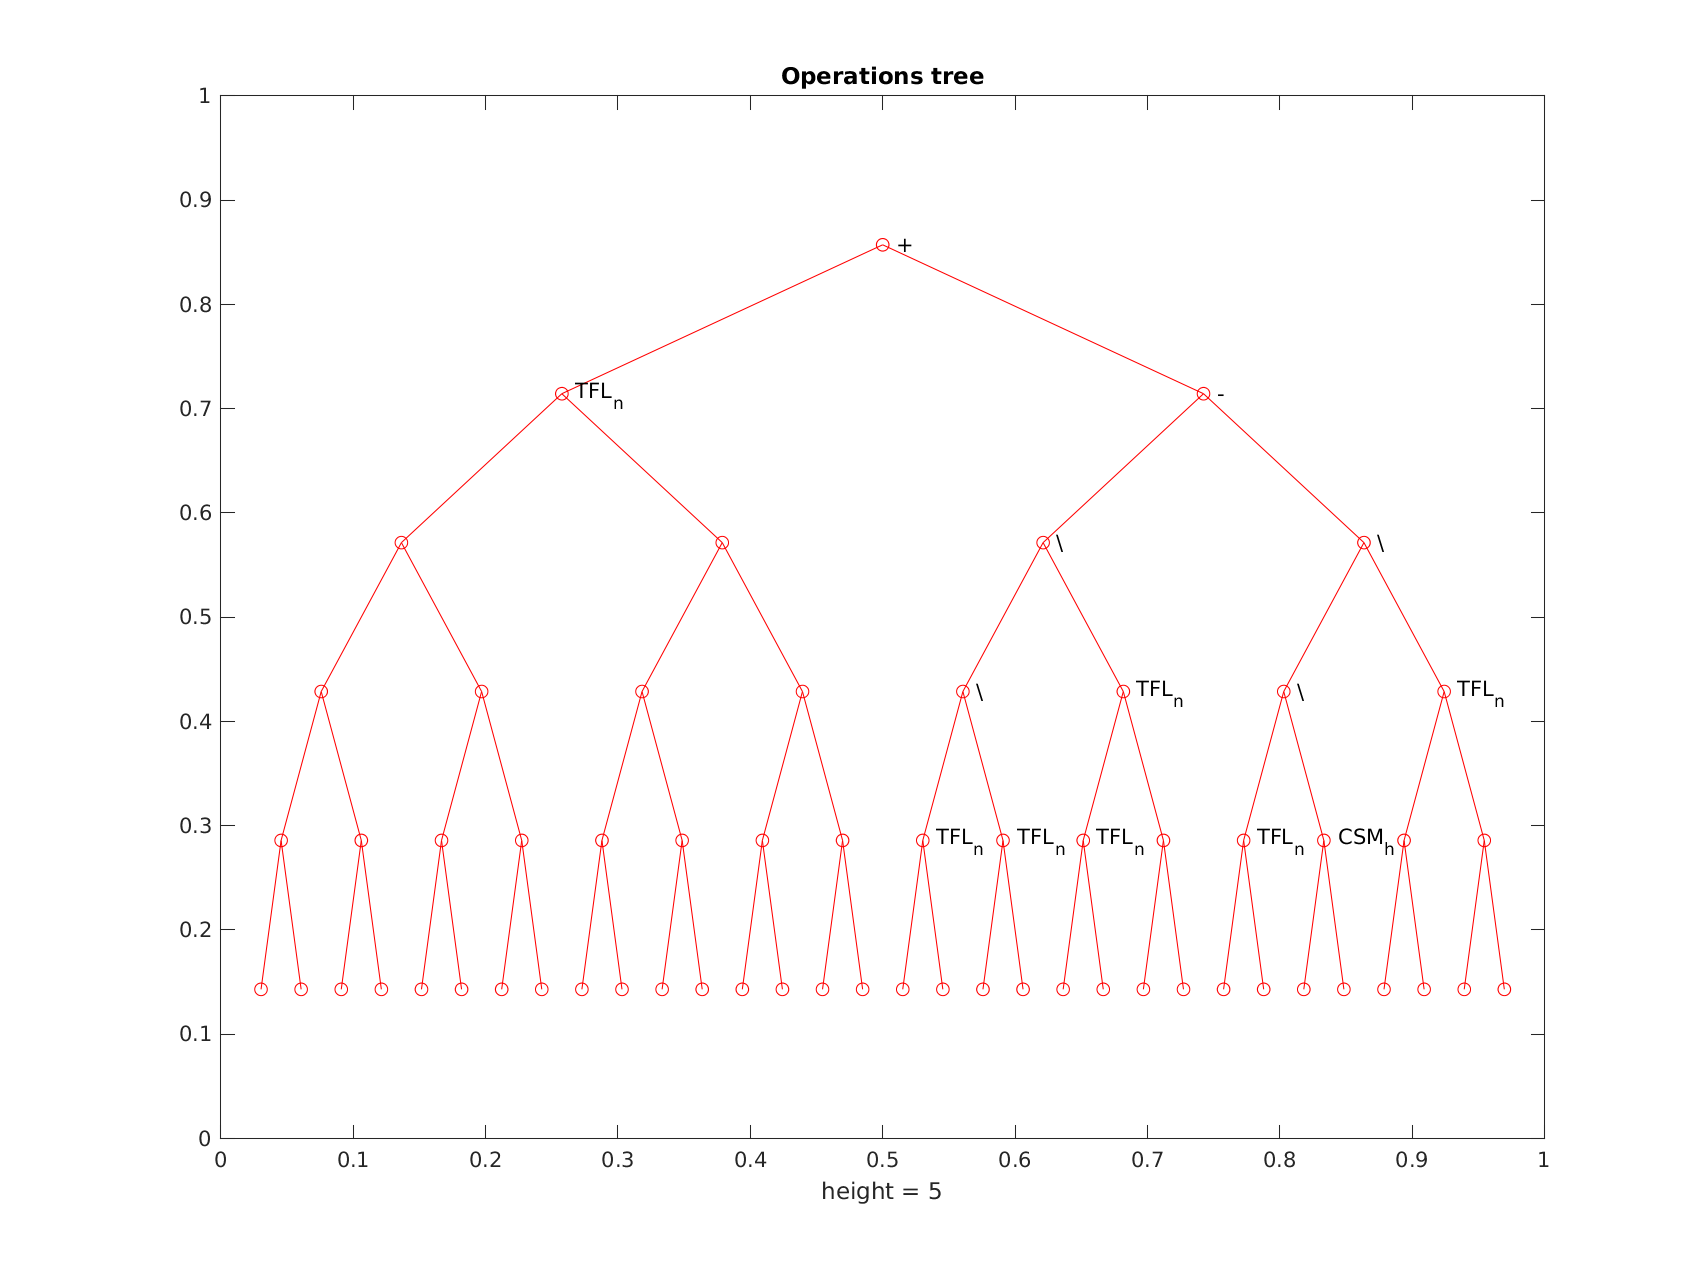 Operations tree
1
0.9
+
0.8
TFLn -
0.7
0.6
\ \
0.5
\ TFLn \ TFLn
0.4
0.3
TFLn TFLn TFLn TFLn CSMh
0.2
0.1
0
0 0.1 0.2 0.3 0.4 0.5 0.6 0.7 0.8 0.9 1
height = 5